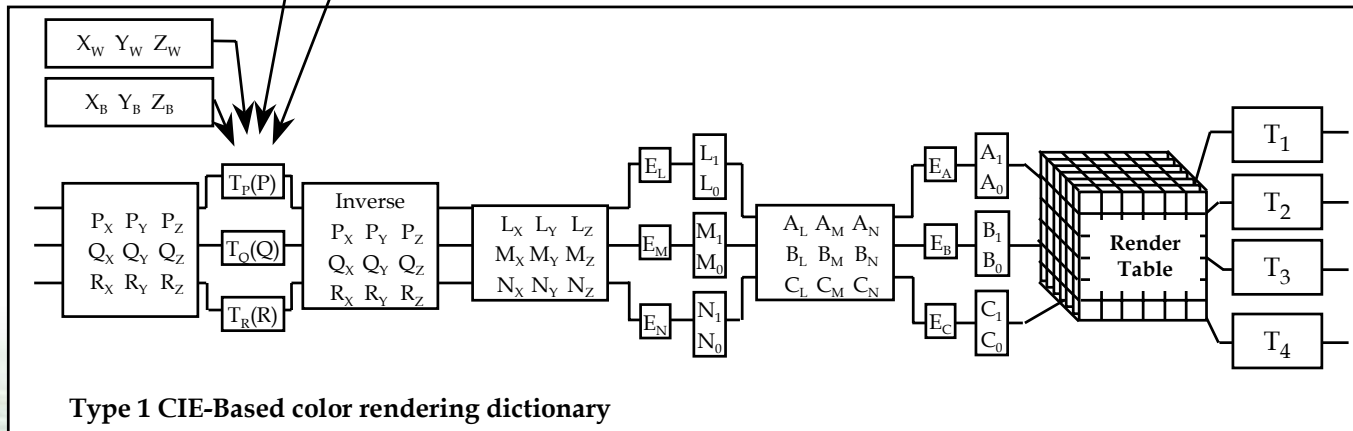 X_W Y_W Z_W
X_B Y_B Z_B
P_X P_Y P_Z
Q_X Q_Y Q_Z
R_X R_Y R_Z
T_P(P)
T_Q(Q)
T_R(R)
Inverse
P_X P_Y P_Z
Q_X Q_Y Q_Z
R_X R_Y R_Z
L_X L_Y L_Z
M_X M_Y M_Z
N_X N_Y N_Z
E_L
E_M
E_N
L_1
L_0
M_1
M_0
N_1
N_0
A_L A_M A_N
B_L B_M B_N
C_L C_M C_N
E_A
E_B
E_C
A_1
A_0
B_1
B_0
C_1
C_0
Render
Table
T_1
T_2
T_3
T_4
Type 1 CIE-Based color rendering dictionary